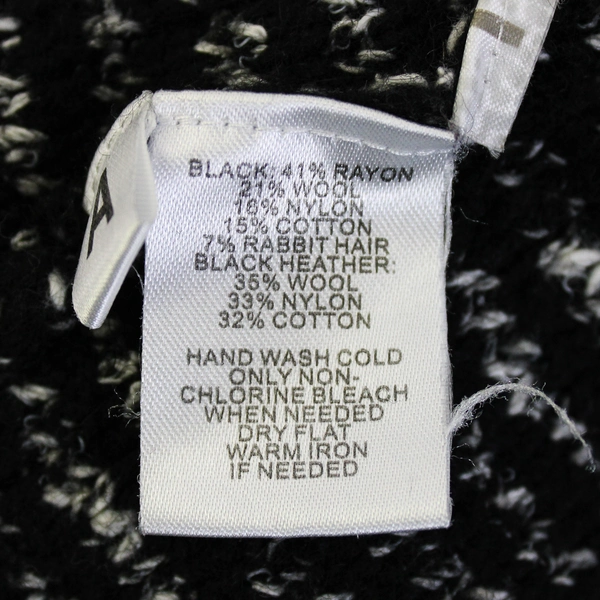 BLACK: 41% RAYON
21% WOOL
16% NYLON
15% COTTON
7% RABBIT HAIR
BLACK HEATHER:
35% WOOL
33% NYLON
32% COTTON
HAND WASH COLD
ONLY NON-
CHLORINE BLEACH
WHEN NEEDED
DRY FLAT
WARM IRON
IF NEEDED
A